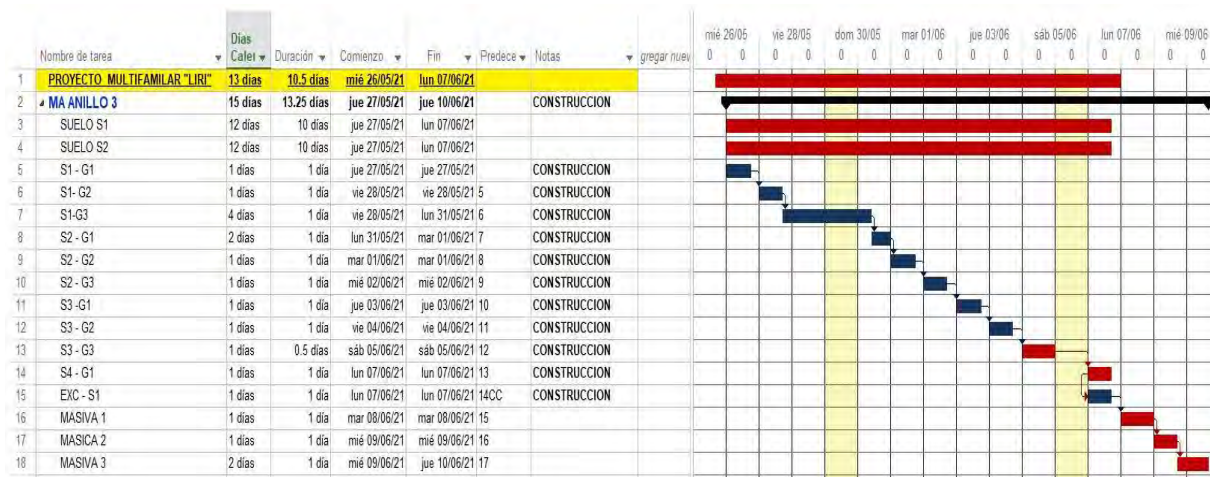 Días
Nombre de tarea Calei Duración Comienzo Fin Predece Notas gregar nuev
mié 26/05 vie 28/05 dom 30/05 mar 01/06 jue 03/06 sáb 05/06 lun 07/06 mié 09/06
0 0 0 0 0 0 0 0 0 0 0 0 0 0 0
1 PROYECTO MULTIFAMILAR "LIRI" 13 días 10.5 días mié 26/05/21 lun 07/06/21
2 MA ANILLO 3 15 días 13.25 días jue 27/05/21 jue 10/06/21 CONSTRUCCION
3 SUELO S1 12 días 10 días jue 27/05/21 lun 07/06/21
4 SUELO S2 12 días 10 días jue 27/05/21 lun 07/06/21
5 S1 - G1 1 días 1 día jue 27/05/21 jue 27/05/21 CONSTRUCCION
6 S1- G2 1 días 1 día vie 28/05/21 vie 28/05/21 5 CONSTRUCCION
7 S1-G3 4 días 1 día vie 28/05/21 lun 31/05/21 6 CONSTRUCCION
8 S2 - G1 2 días 1 día lun 31/05/21 mar 01/06/21 7 CONSTRUCCION
9 S2 - G2 1 días 1 día mar 01/06/21 mar 01/06/21 8 CONSTRUCCION
10 S2 - G3 1 días 1 día mié 02/06/21 mié 02/06/21 9 CONSTRUCCION
11 S3 -G1 1 días 1 día jue 03/06/21 jue 03/06/21 10 CONSTRUCCION
12 S3 - G2 1 días 1 día vie 04/06/21 vie 04/06/21 11 CONSTRUCCION
13 S3 - G3 1 días 0.5 días sáb 05/06/21 sáb 05/06/21 12 CONSTRUCCION
14 S4 - G1 1 días 1 día lun 07/06/21 lun 07/06/21 13 CONSTRUCCION
15 EXC - S1 1 días 1 día lun 07/06/21 lun 07/06/21 14CC CONSTRUCCION
16 MASIVA 1 1 días 1 día mar 08/06/21 mar 08/06/21 15
17 MASICA 2 1 días 1 día mié 09/06/21 mié 09/06/21 16
18 MASIVA 3 2 días 1 día mié 09/06/21 jue 10/06/21 17